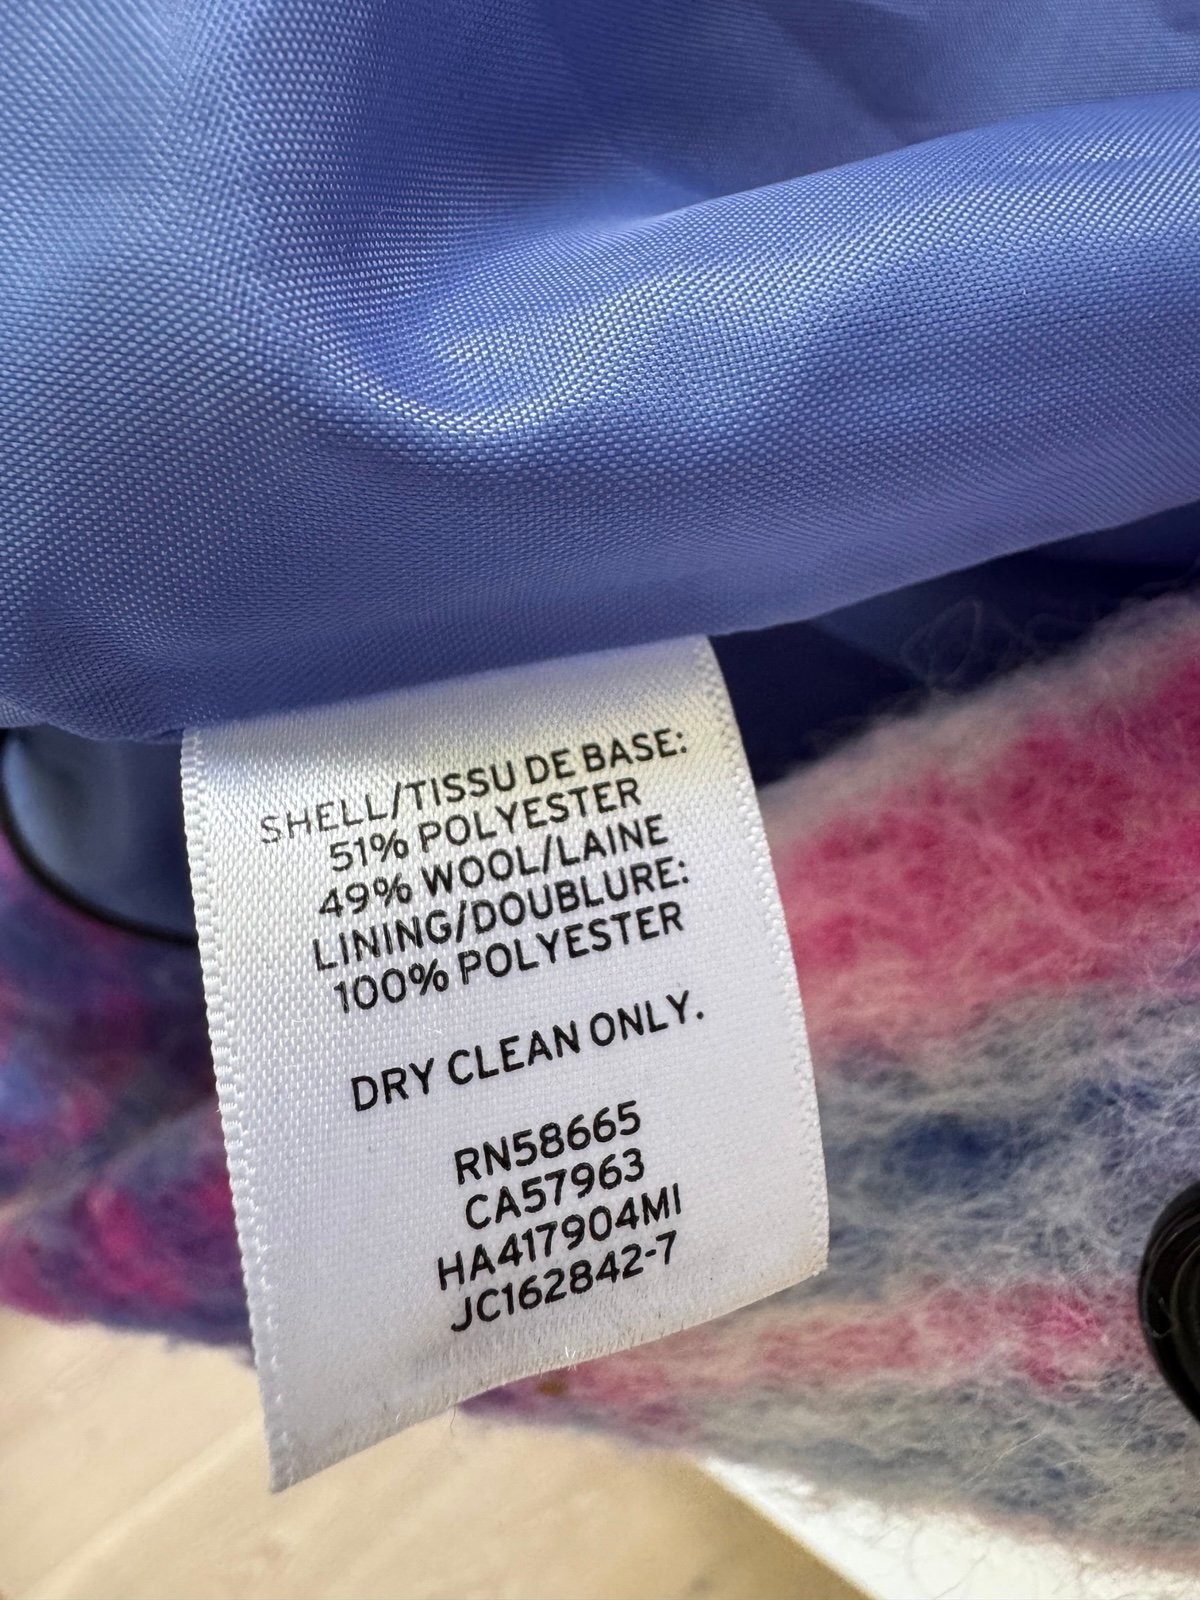 SHELL/TISSU DE BASE:
51% POLYESTER
49% WOOL/LAINE
LINING/DOUBLURE:
100% POLYESTER
DRY CLEAN ONLY.
RN58665
CA57963
HA417904MI
JC162842-7